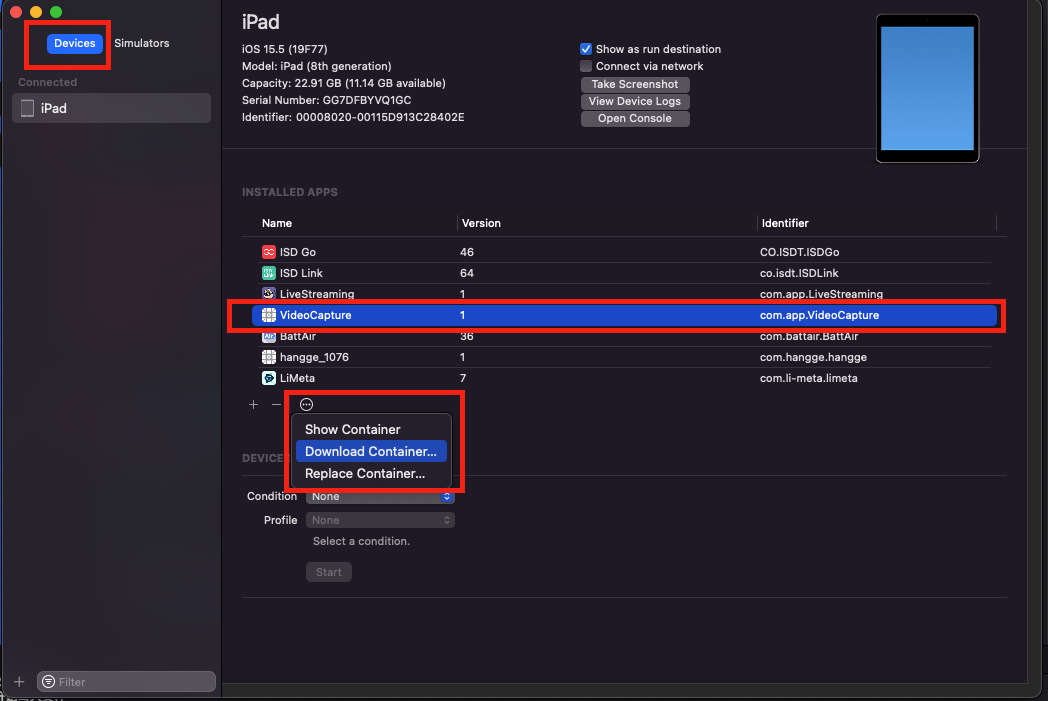 Devices Simulators
Connected
iPad
iPad
iOS 15.5 (19F77)
Model: iPad (8th generation)
Capacity: 22.91 GB (11.14 GB available)
Serial Number: GG7DFBYVQ1GC
Identifier: 00008020-00115D913C28402E
Show as run destination
Connect via network
Take Screenshot
View Device Logs
Open Console
INSTALLED APPS
Name Version Identifier
ISD Go 46 CO.ISDT.ISDGo
ISD Link 64 co.isdt.ISDLink
LiveStreaming 1 com.app.LiveStreaming
VideoCapture 1 com.app.VideoCapture
BattAir 36 com.battair.BattAir
hangge_1076 1 com.hangge.hangge
LiMeta 7 com.li-meta.limeta
Show Container
Download Container...
Replace Container...
DEVICE
Condition None
Profile None
Select a condition.
Start
Filter